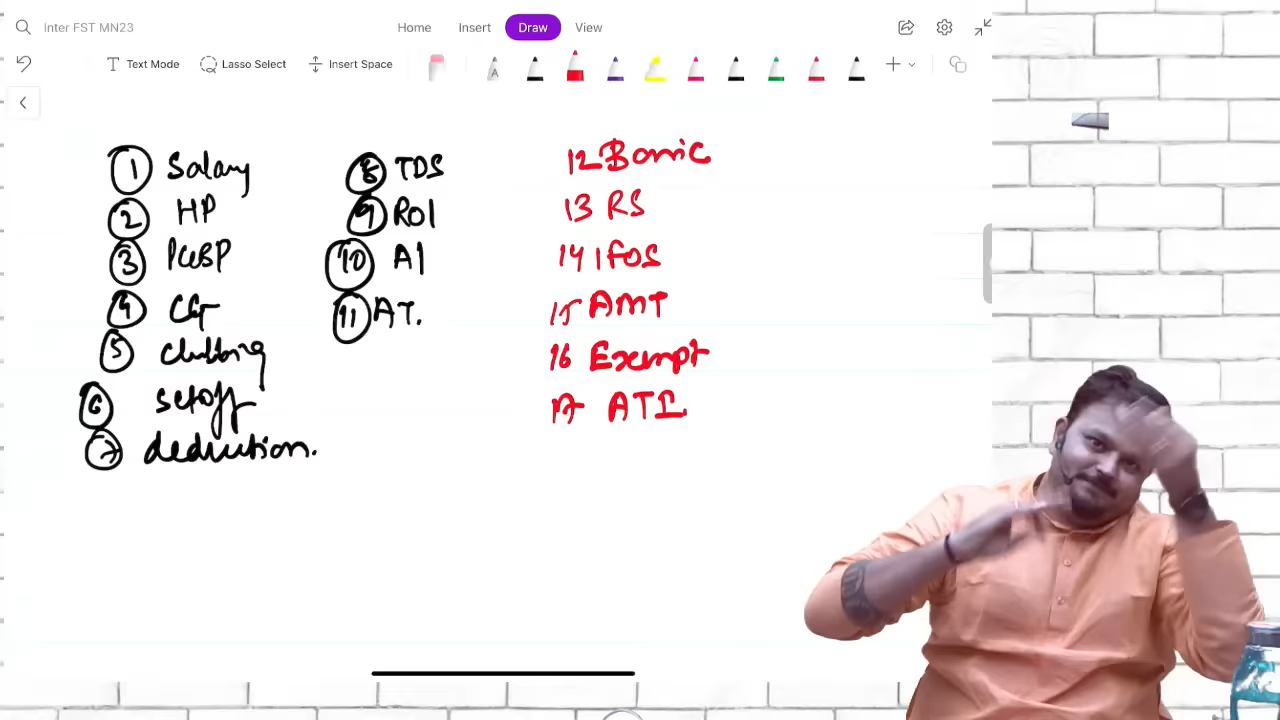 Inter FST MN23
Home Insert Draw View
Text Mode Lasso Select Insert Space
A
1 Salary
2 HP
3 PGBP
4 CG
5 clubbing
6 setoff
7 deduction.
8 TDS
9 ROI
10 AI
11 AT.
12 Bamic
13 RS
14 IFOS
15 AMT
16 Exempt
17 ATI